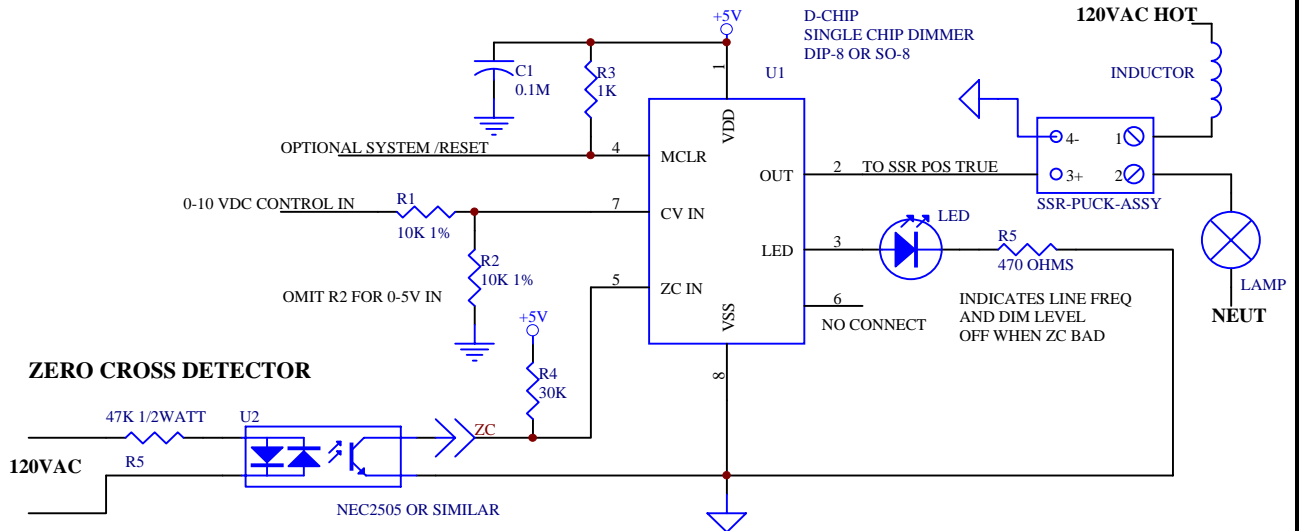 +5V
D-CHIP
SINGLE CHIP DIMMER
DIP-8 OR SO-8
120VAC HOT
C1
0.1M
R3
1K
1
U1
INDUCTOR
VDD
4-
1
OPTIONAL SYSTEM /RESET
4
MCLR
OUT
2
TO SSR POS TRUE
3+
2
SSR-PUCK-ASSY
0-10 VDC CONTROL IN
R1
10K 1%
7
CV IN
LED
3
LED
R5
470 OHMS
R2
10K 1%
5
ZC IN
OMIT R2 FOR 0-5V IN
VSS
6
NO CONNECT
INDICATES LINE FREQ
AND DIM LEVEL
OFF WHEN ZC BAD
LAMP
NEUT
+5V
ZERO CROSS DETECTOR
R4
30K
8
47K 1/2WATT
U2
ZC
120VAC
R5
NEC2505 OR SIMILAR